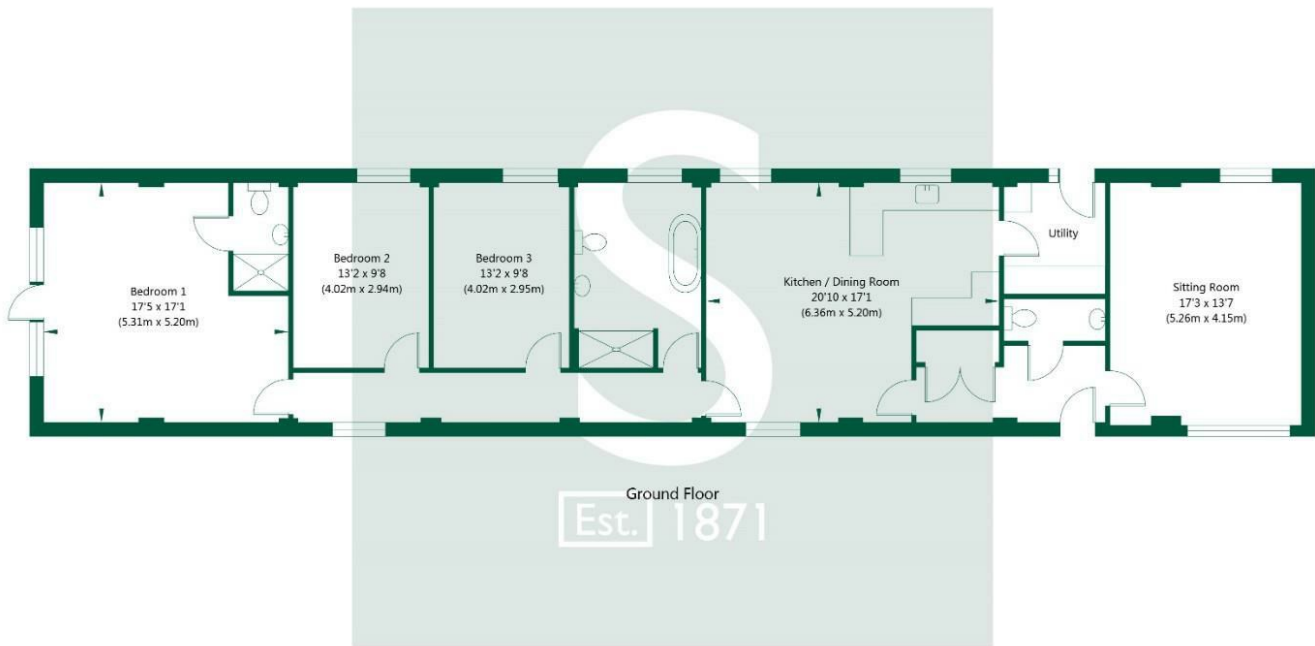 Bedroom 1
17'5 x 17'1
(5.31m x 5.20m)
Bedroom 2
13'2 x 9'8
(4.02m x 2.94m)
Bedroom 3
13'2 x 9'8
(4.02m x 2.95m)
Kitchen / Dining Room
20'10 x 17'1
(6.36m x 5.20m)
Utility
Sitting Room
17'3 x 13'7
(5.26m x 4.15m)
S
Ground Floor
Est. 1871